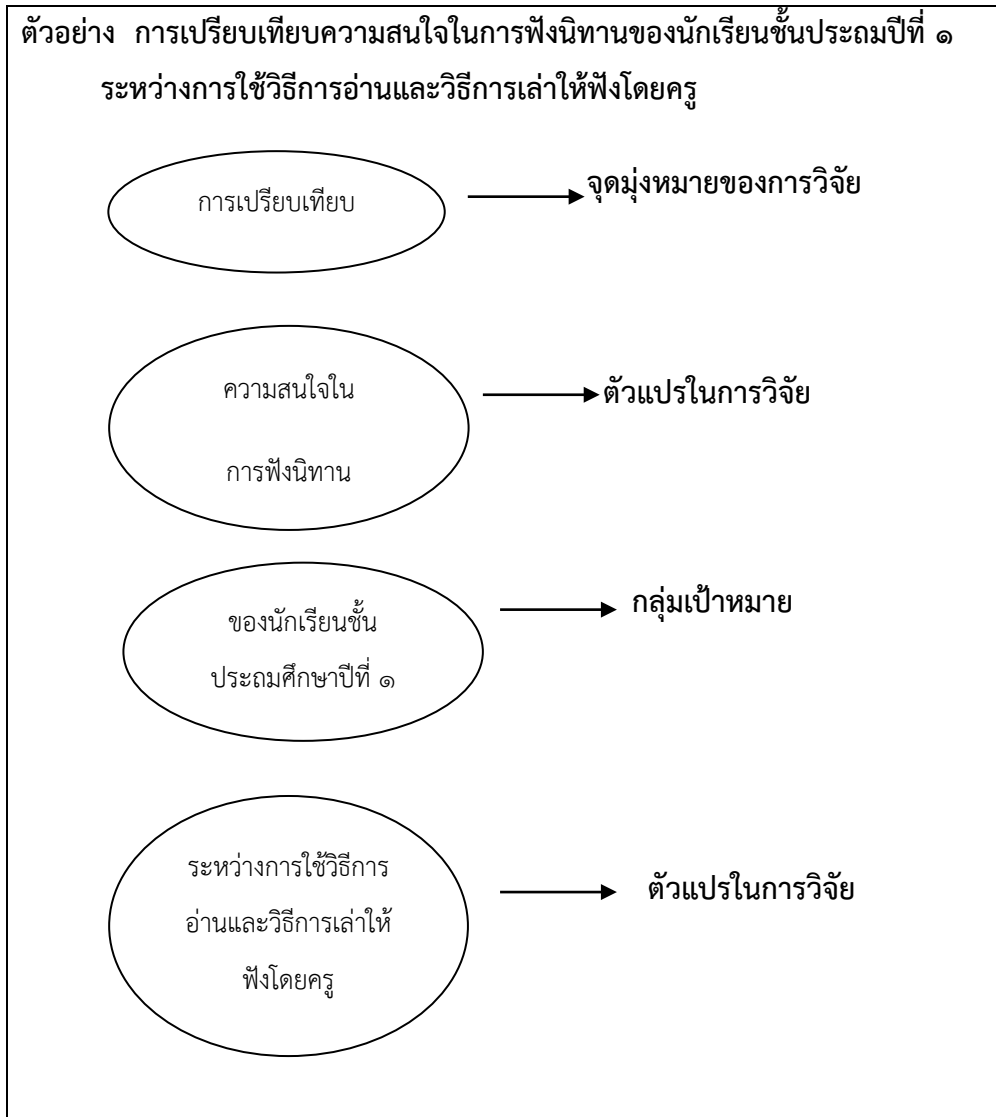 ตัวอย่าง การเปรียบเทียบความสนใจในการฟังนิทานของนักเรียนชั้นประถมปีที่ ๑
ระหว่างการใช้วิธีการอ่านและวิธีการเล่าให้ฟังโดยครู
การเปรียบเทียบ
จุดมุ่งหมายของการวิจัย
ความสนใจใน
การฟังนิทาน
ตัวแปรในการวิจัย
ของนักเรียนชั้น
ประถมศึกษาปีที่ ๑
กลุ่มเป้าหมาย
ระหว่างการใช้วิธีการ
อ่านและวิธีการเล่าให้
ฟังโดยครู
ตัวแปรในการวิจัย